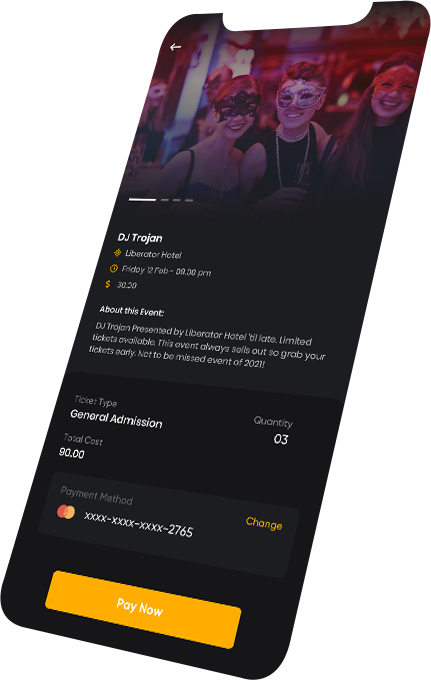 DJ Trojan
Liberator Hotel
Friday 12 Feb - 09.00 pm
$ 30.00
About this Event:
DJ Trojan Presented by Liberator Hotel 'til late. Limited
tickets available. This event always sells out so grab your
tickets early. Not to be missed event of 2021!
Ticket Type
General Admission
Quantity
03
Total Cost
90.00
Payment Method
xxxx-xxxx-xxxx-2765
Change
Pay Now